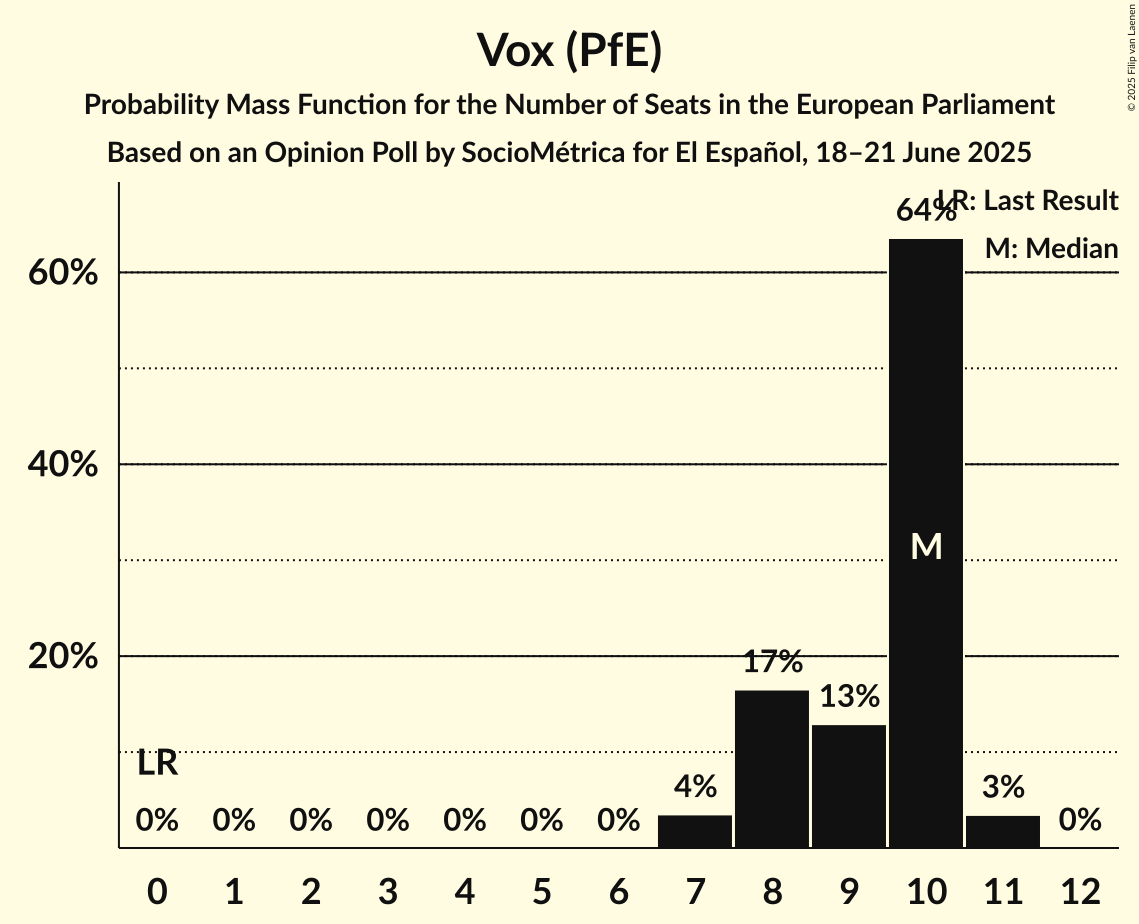 Vox (PfE)
Probability Mass Function for the Number of Seats in the European Parliament
Based on an Opinion Poll by SocioMétrica for El Español, 18–21 June 2025
© 2025 Filip van Laenen
LR: Last Result
M: Median
64%
60%
40%
M
20%
17%
13%
LR
4%
3%
0% 0% 0% 0% 0% 0% 0% 0%
0 1 2 3 4 5 6 7 8 9 10 11 12